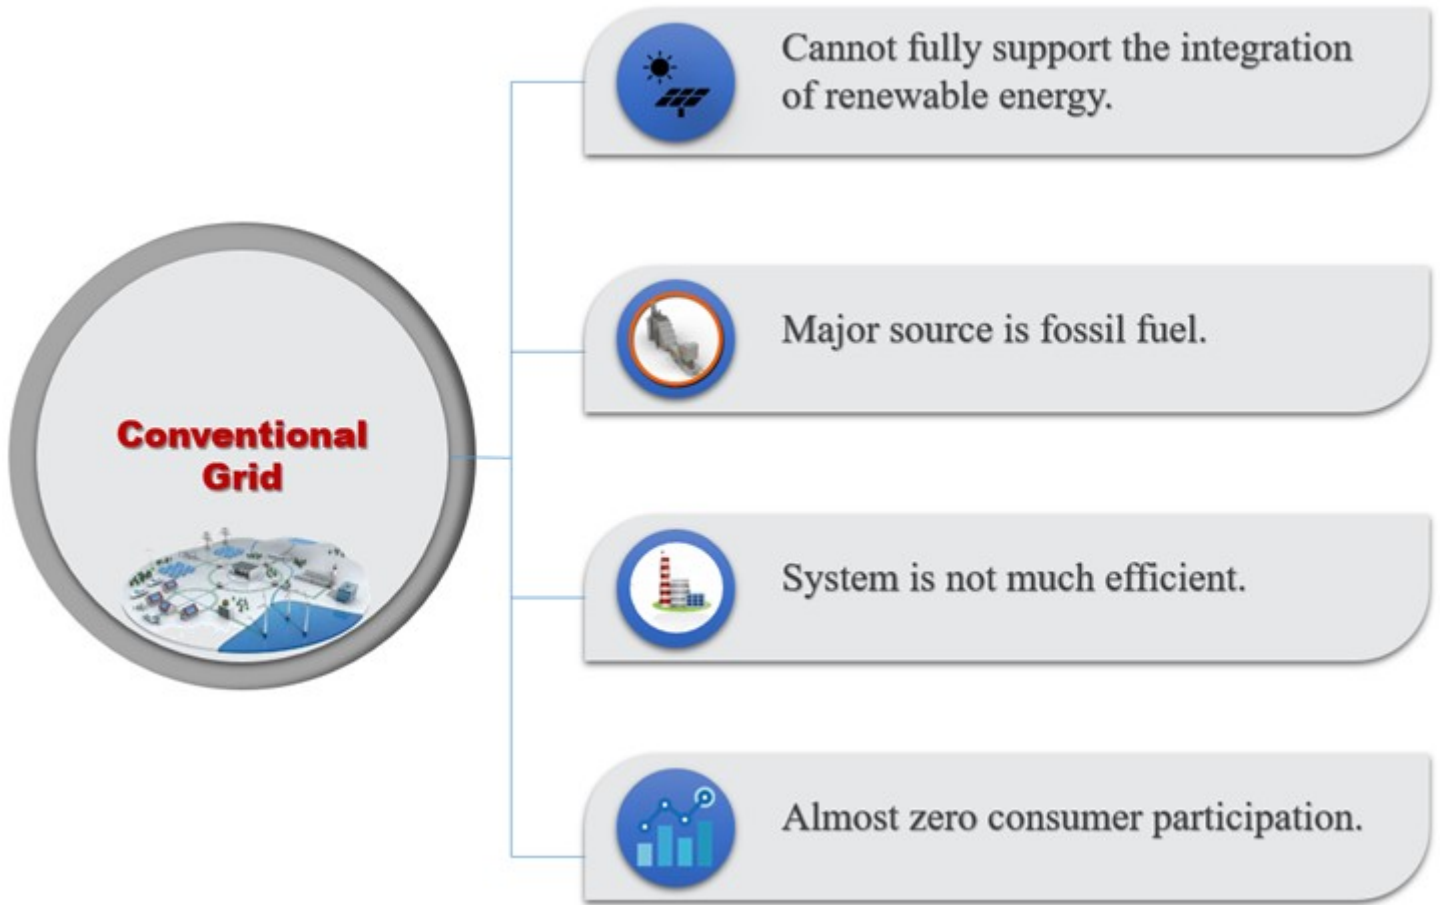 Conventional
Grid
Cannot fully support the integration
of renewable energy.
Major source is fossil fuel.
System is not much efficient.
Almost zero consumer participation.